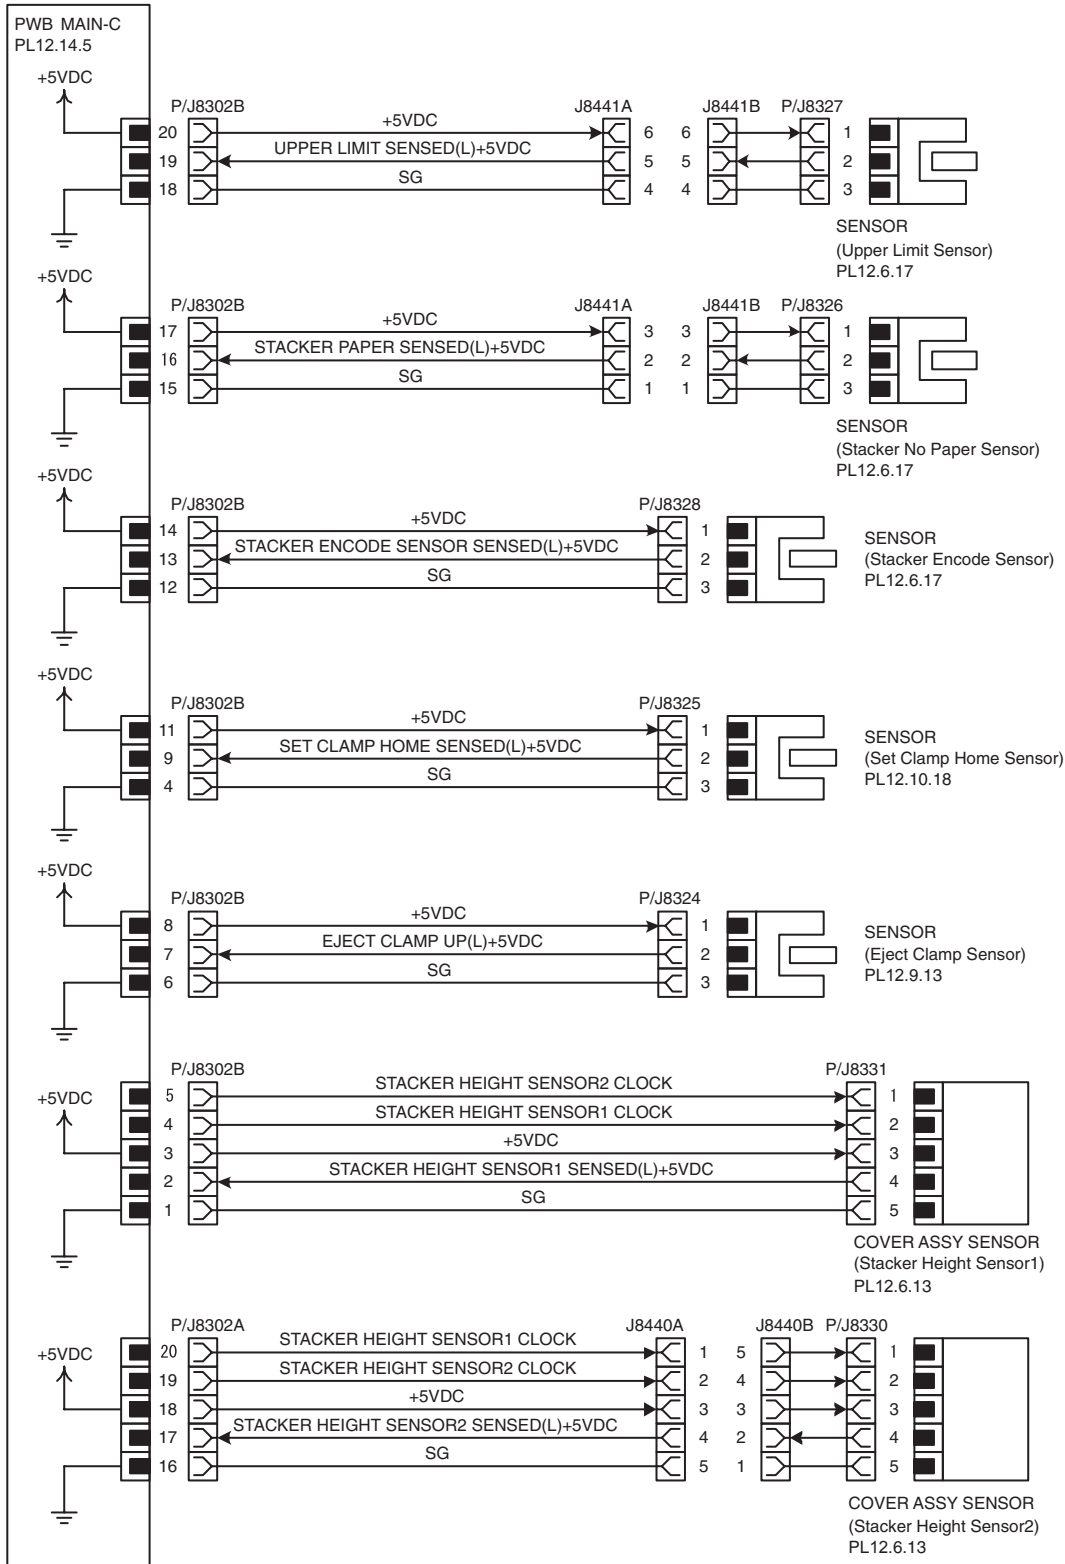 PWB MAIN-C
PL12.14.5
+5VDC
P/J8302B
J8441A
J8441B
P/J8327
20
+5VDC
6
6
1
19
UPPER LIMIT SENSED(L)+5VDC
5
5
2
18
SG
4
4
3
SENSOR
(Upper Limit Sensor)
PL12.6.17
+5VDC
P/J8302B
J8441A
J8441B
P/J8326
17
+5VDC
3
3
1
16
STACKER PAPER SENSED(L)+5VDC
2
2
2
15
SG
1
1
3
SENSOR
(Stacker No Paper Sensor)
PL12.6.17
+5VDC
P/J8302B
P/J8328
14
+5VDC
1
13
STACKER ENCODE SENSOR SENSED(L)+5VDC
2
12
SG
3
SENSOR
(Stacker Encode Sensor)
PL12.6.17
+5VDC
P/J8302B
P/J8325
11
+5VDC
1
9
SET CLAMP HOME SENSED(L)+5VDC
2
4
SG
3
SENSOR
(Set Clamp Home Sensor)
PL12.10.18
+5VDC
P/J8302B
P/J8324
8
+5VDC
1
7
EJECT CLAMP UP(L)+5VDC
2
6
SG
3
SENSOR
(Eject Clamp Sensor)
PL12.9.13
+5VDC
P/J8302B
P/J8331
5
STACKER HEIGHT SENSOR2 CLOCK
1
4
STACKER HEIGHT SENSOR1 CLOCK
2
3
+5VDC
3
2
STACKER HEIGHT SENSOR1 SENSED(L)+5VDC
4
1
SG
5
COVER ASSY SENSOR
(Stacker Height Sensor1)
PL12.6.13
+5VDC
P/J8302A
J8440A
J8440B
P/J8330
20
STACKER HEIGHT SENSOR1 CLOCK
1
5
1
19
STACKER HEIGHT SENSOR2 CLOCK
2
4
2
18
+5VDC
3
3
3
17
STACKER HEIGHT SENSOR2 SENSED(L)+5VDC
4
2
4
16
SG
5
1
5
COVER ASSY SENSOR
(Stacker Height Sensor2)
PL12.6.13